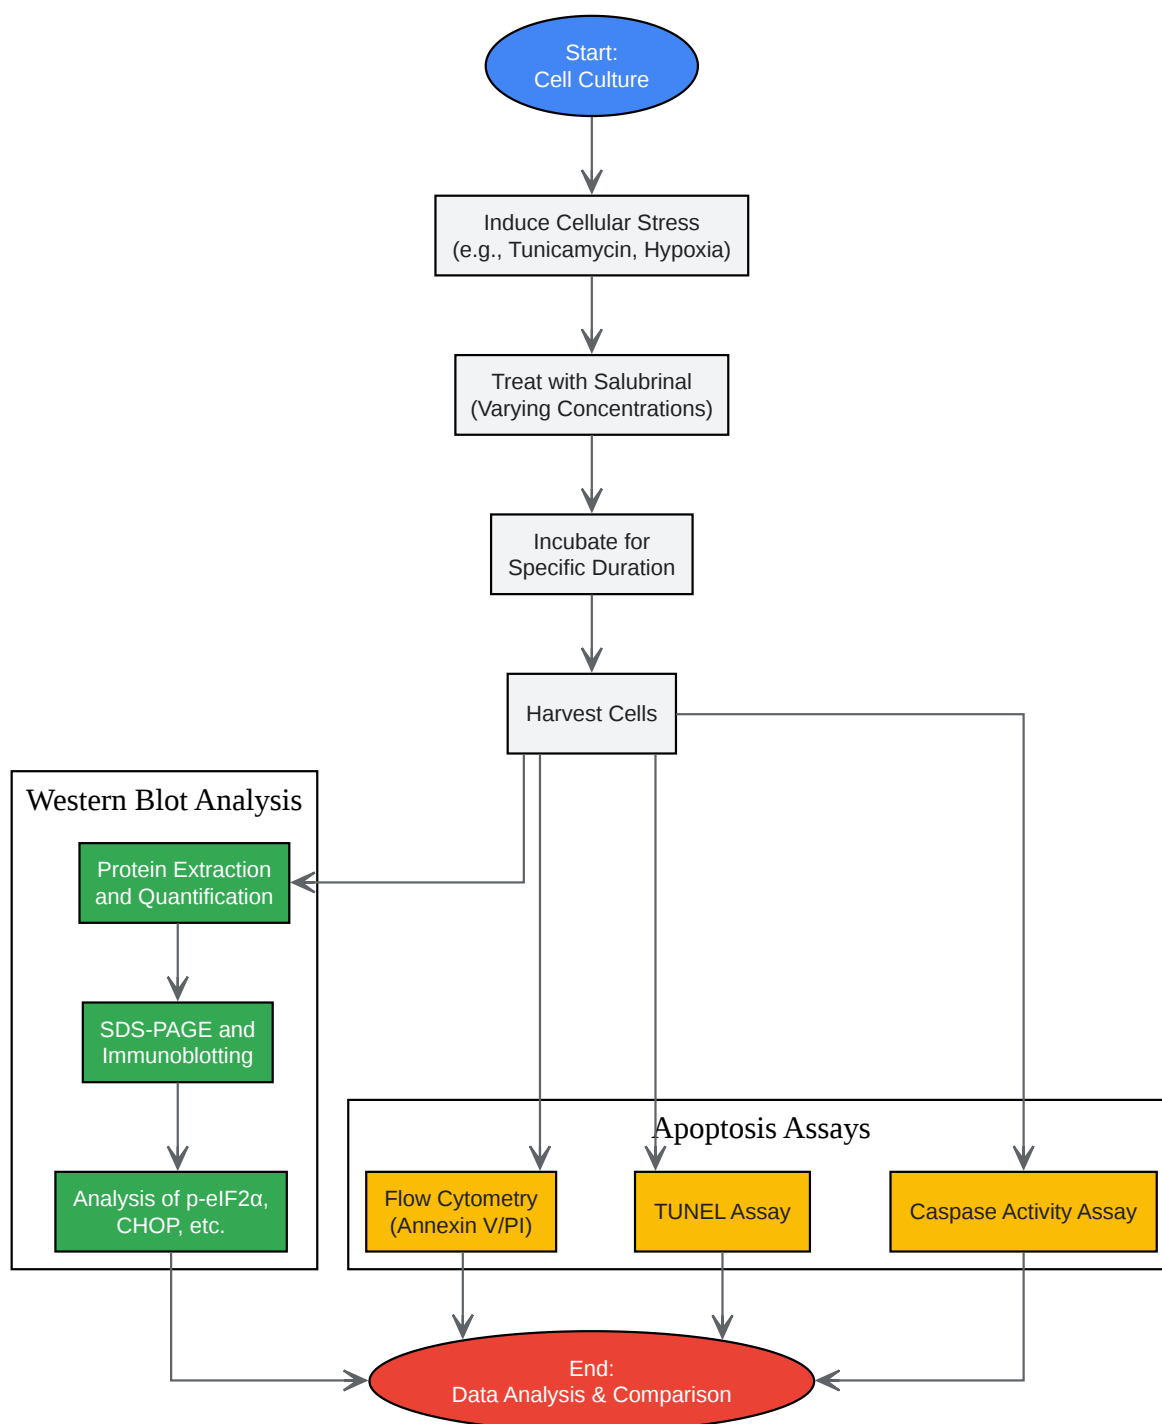 Start:
Cell Culture
Induce Cellular Stress
(e.g., Tunicamycin, Hypoxia)
Treat with Salubrinal
(Varying Concentrations)
Incubate for
Specific Duration
Harvest Cells
Western Blot Analysis
Protein Extraction
and Quantification
SDS-PAGE and
Immunoblotting
Analysis of p-eIF2α,
CHOP, etc.
Apoptosis Assays
Flow Cytometry
(Annexin V/PI)
TUNEL Assay
Caspase Activity Assay
End:
Data Analysis & Comparison